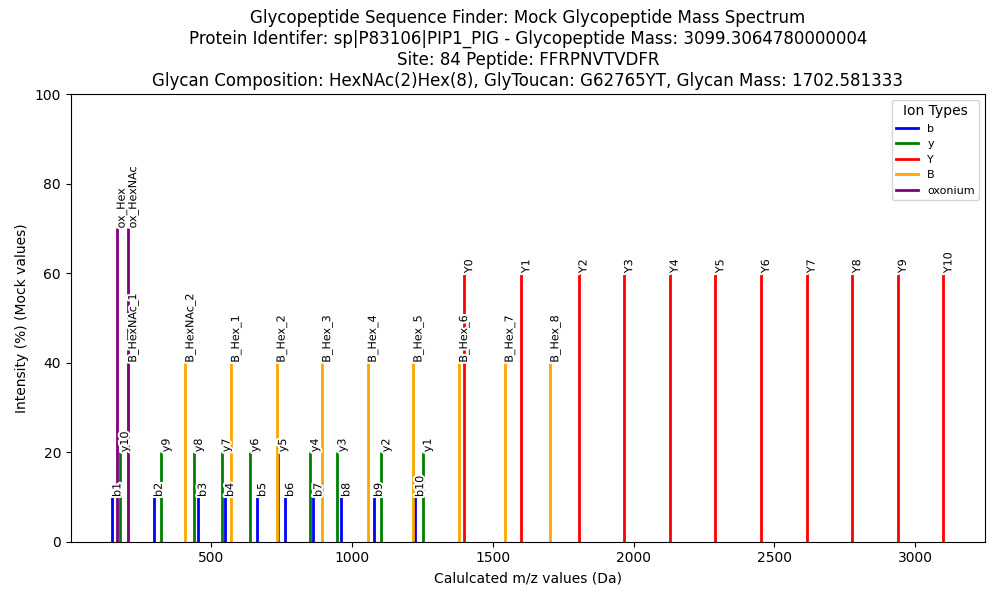 Glycopeptide Sequence Finder: Mock Glycopeptide Mass Spectrum
Protein Identifer: sp|P83106|PIP1_PIG - Glycopeptide Mass: 3099.3064780000004
Site: 84 Peptide: FFRPNVTVDFR
Glycan Composition: HexNAc(2)Hex(8), GlyToucan: G62765YT, Glycan Mass: 1702.581333
100
80
60
40
20
0
Intensity (%) (Mock values)
Ion Types
b
y
Y
B
oxonium
ox_Hex
ox_HexNAc
Y0
Y1
Y2
Y3
Y4
Y5
Y6
Y7
Y8
Y9
Y10
B_HexNAc_1
B_HexNAc_2
B_Hex_1
B_Hex_2
B_Hex_3
B_Hex_4
B_Hex_5
B_Hex_6
B_Hex_7
B_Hex_8
y10
y9
y8
y7
y6
y5
y4
y3
y2
y1
b1
b2
b3
b4
b5
b6
b7
b8
b9
b10
500
1000
1500
2000
2500
3000
Calulcated m/z values (Da)